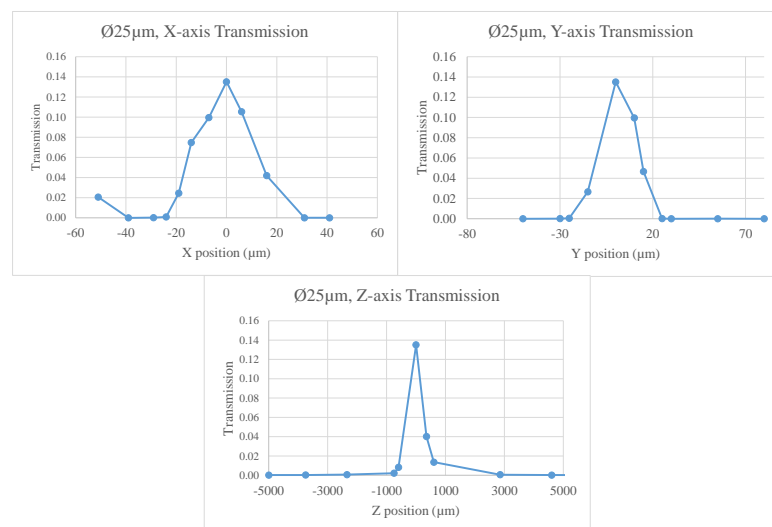 Ø25µm, X-axis Transmission
0.16
0.14
0.12
0.10
0.08
0.06
0.04
0.02
0.00
Transmission
-60 -40 -20 0 20 40 60
X position (µm)
Ø25µm, Y-axis Transmission
0.16
0.14
0.12
0.10
0.08
0.06
0.04
0.02
0.00
Transmission
-80 -30 20 70
Y position (µm)
Ø25µm, Z-axis Transmission
0.16
0.14
0.12
0.10
0.08
0.06
0.04
0.02
0.00
Transmission
-5000 -3000 -1000 1000 3000 5000
Z position (µm)